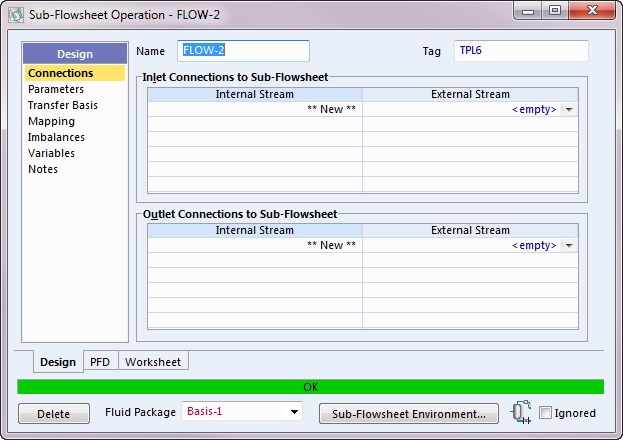 Sub-Flowsheet Operation - FLOW-2
Design
Connections
Parameters
Transfer Basis
Mapping
Imbalances
Variables
Notes
Name FLOW-2 Tag TPL6
Inlet Connections to Sub-Flowsheet
Internal Stream External Stream
** New ** <empty>
Outlet Connections to Sub-Flowsheet
Internal Stream External Stream
** New ** <empty>
Design PFD Worksheet
OK
Delete Fluid Package Basis-1 Sub-Flowsheet Environment... Ignored